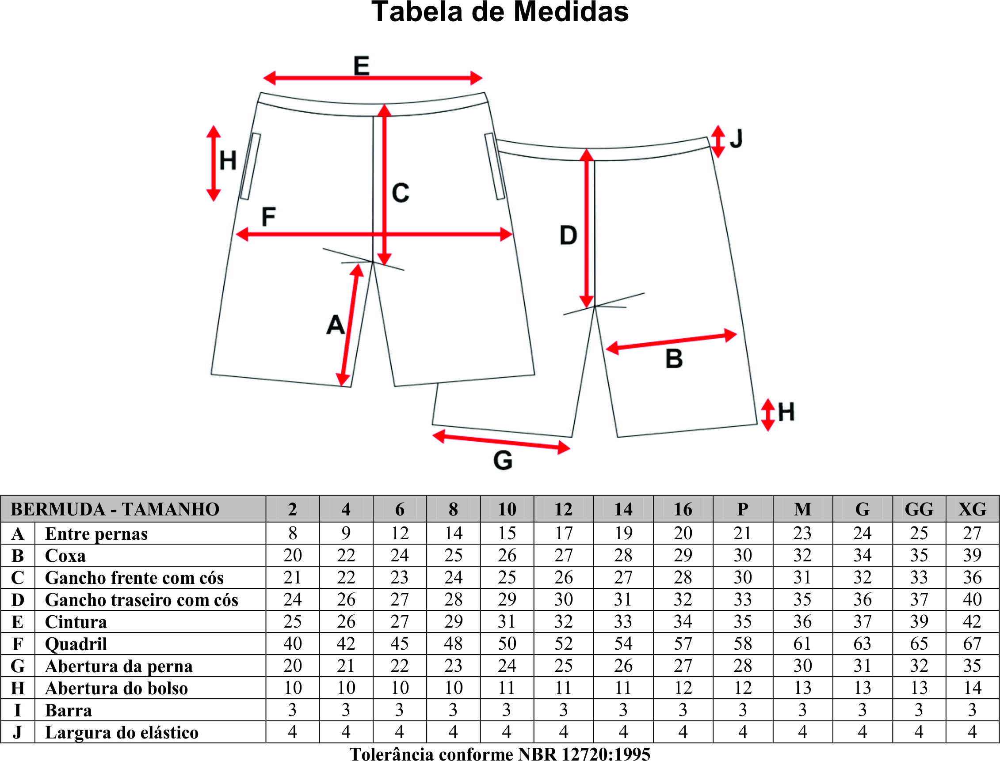 Tabela de Medidas
E
H
C
F
J
D
A
B
H
G
BERMUDA - TAMANHO 2 4 6 8 10 12 14 16 P M G GG XG
A Entre pernas 8 9 12 14 15 17 19 20 21 23 24 25 27
B Coxa 20 22 24 25 26 27 28 29 30 32 34 35 39
C Gancho frente com cós 21 22 23 24 25 26 27 28 30 31 32 33 36
D Gancho traseiro com cós 24 26 27 28 29 30 31 32 33 35 36 37 40
E Cintura 25 26 27 29 31 32 33 34 35 36 37 39 42
F Quadril 40 42 45 48 50 52 54 57 58 61 63 65 67
G Abertura da perna 20 21 22 23 24 25 26 27 28 30 31 32 35
H Abertura do bolso 10 10 10 10 11 11 11 12 12 13 13 13 14
I Barra 3 3 3 3 3 3 3 3 3 3 3 3 3
J Largura do elástico 4 4 4 4 4 4 4 4 4 4 4 4 4
Tolerância conforme NBR 12720:1995